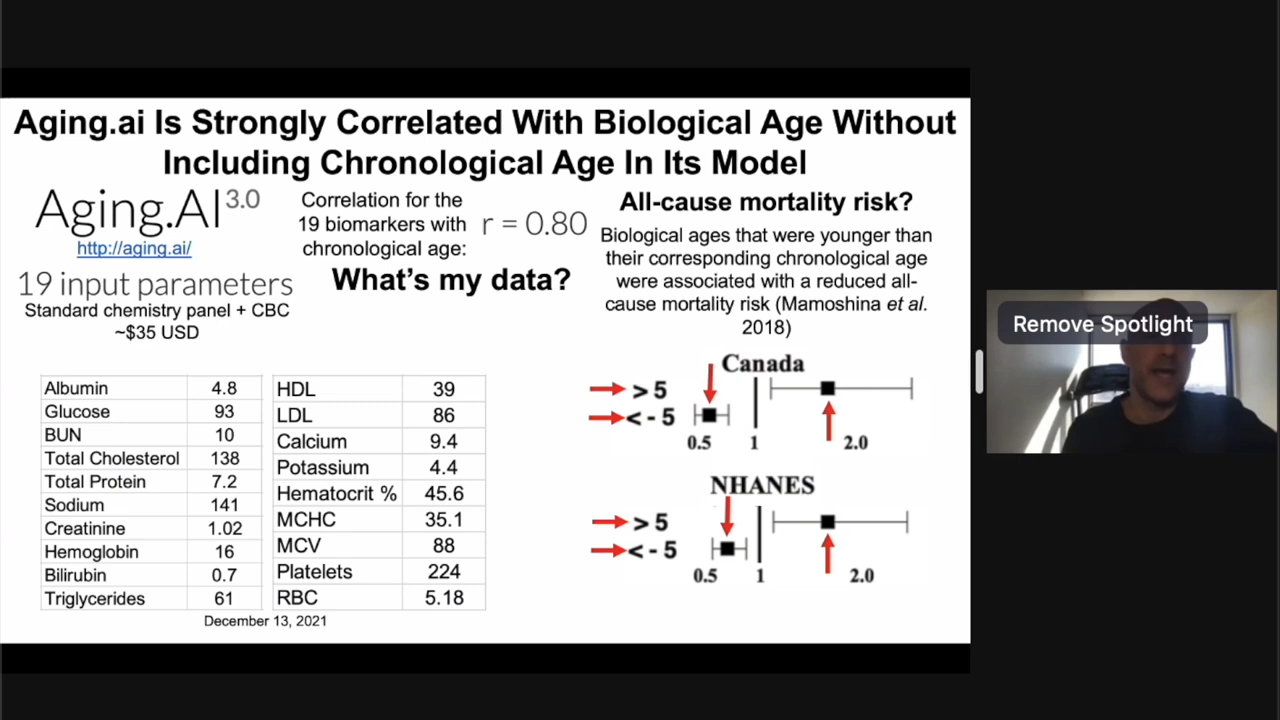 Aging.ai Is Strongly Correlated With Biological Age Without
Including Chronological Age In Its Model
Aging.AI 3.0
http://aging.ai/
19 input parameters
Standard chemistry panel + CBC
~$35 USD
Correlation for the
19 biomarkers with
chronological age:
r = 0.80
What's my data?
All-cause mortality risk?
Biological ages that were younger than
their corresponding chronological age
were associated with a reduced all-
cause mortality risk (Mamoshina et al.
2018)
Albumin 4.8
Glucose 93
BUN 10
Total Cholesterol 138
Total Protein 7.2
Sodium 141
Creatinine 1.02
Hemoglobin 16
Bilirubin 0.7
Triglycerides 61
HDL 39
LDL 86
Calcium 9.4
Potassium 4.4
Hematocrit % 45.6
MCHC 35.1
MCV 88
Platelets 224
RBC 5.18
December 13, 2021
Canada
> 5
< - 5
0.5 1 2.0
NHANES
> 5
< - 5
0.5 1 2.0
Remove Spotlight